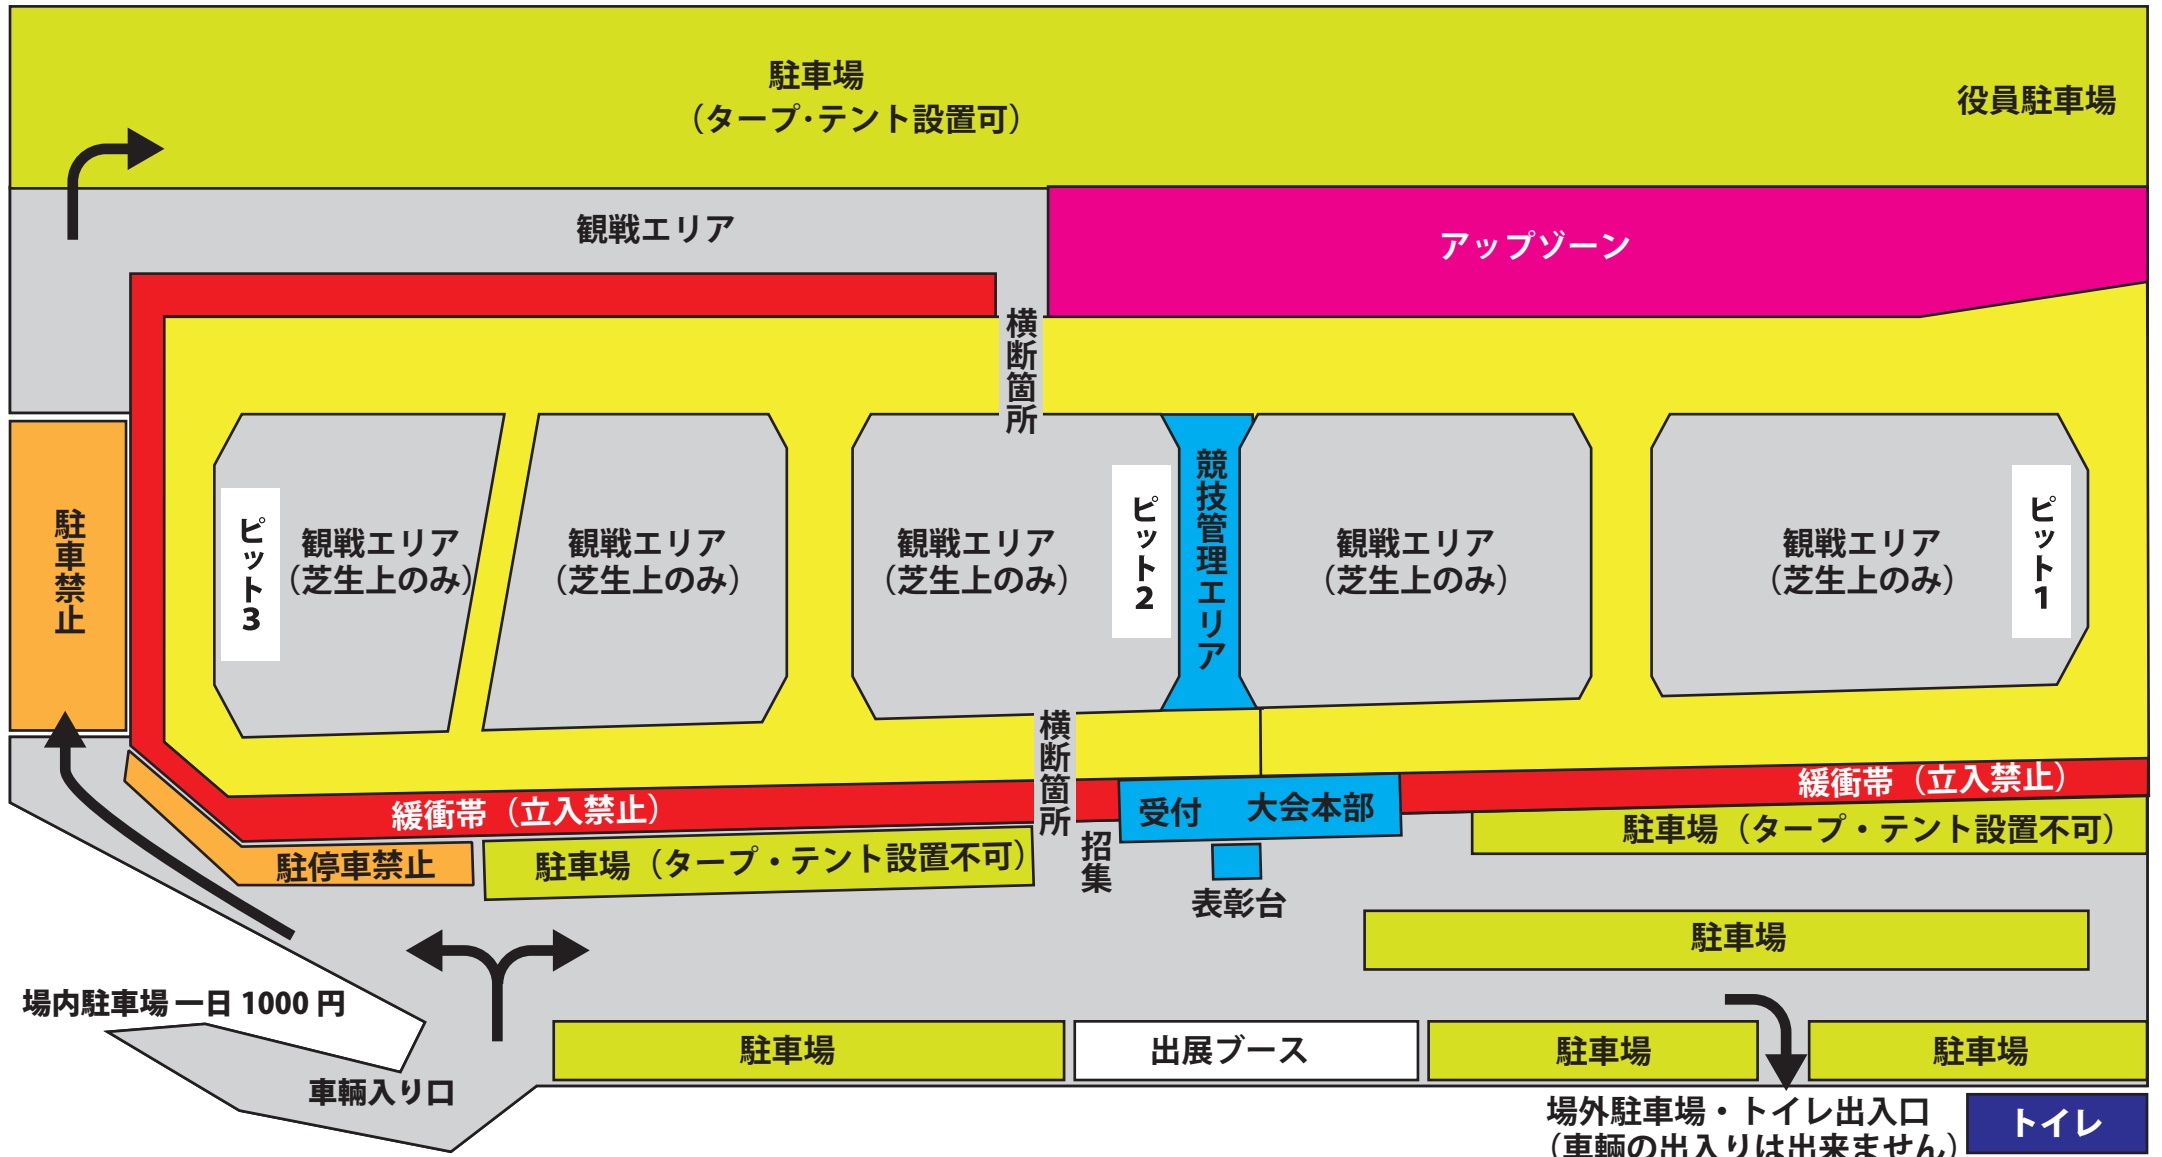 駐車場
（タープ・テント設置可）
役員駐車場
観戦エリア
アップゾーン
横断箇所
駐車禁止
ピット3
観戦エリア
（芝生上のみ）
観戦エリア
（芝生上のみ）
観戦エリア
（芝生上のみ）
ピット2
競技管理エリア
観戦エリア
（芝生上のみ）
観戦エリア
（芝生上のみ）
ピット1
横断箇所
緩衝帯（立入禁止）
受付
大会本部
緩衝帯（立入禁止）
駐停車禁止
駐車場（タープ・テント設置不可）
招集
駐車場（タープ・テント設置不可）
表彰台
駐車場
場内駐車場 一日 1000 円
駐車場
出展ブース
駐車場
駐車場
車輌入り口
場外駐車場・トイレ出入口
（車輌の出入りは出来ません）
トイレ